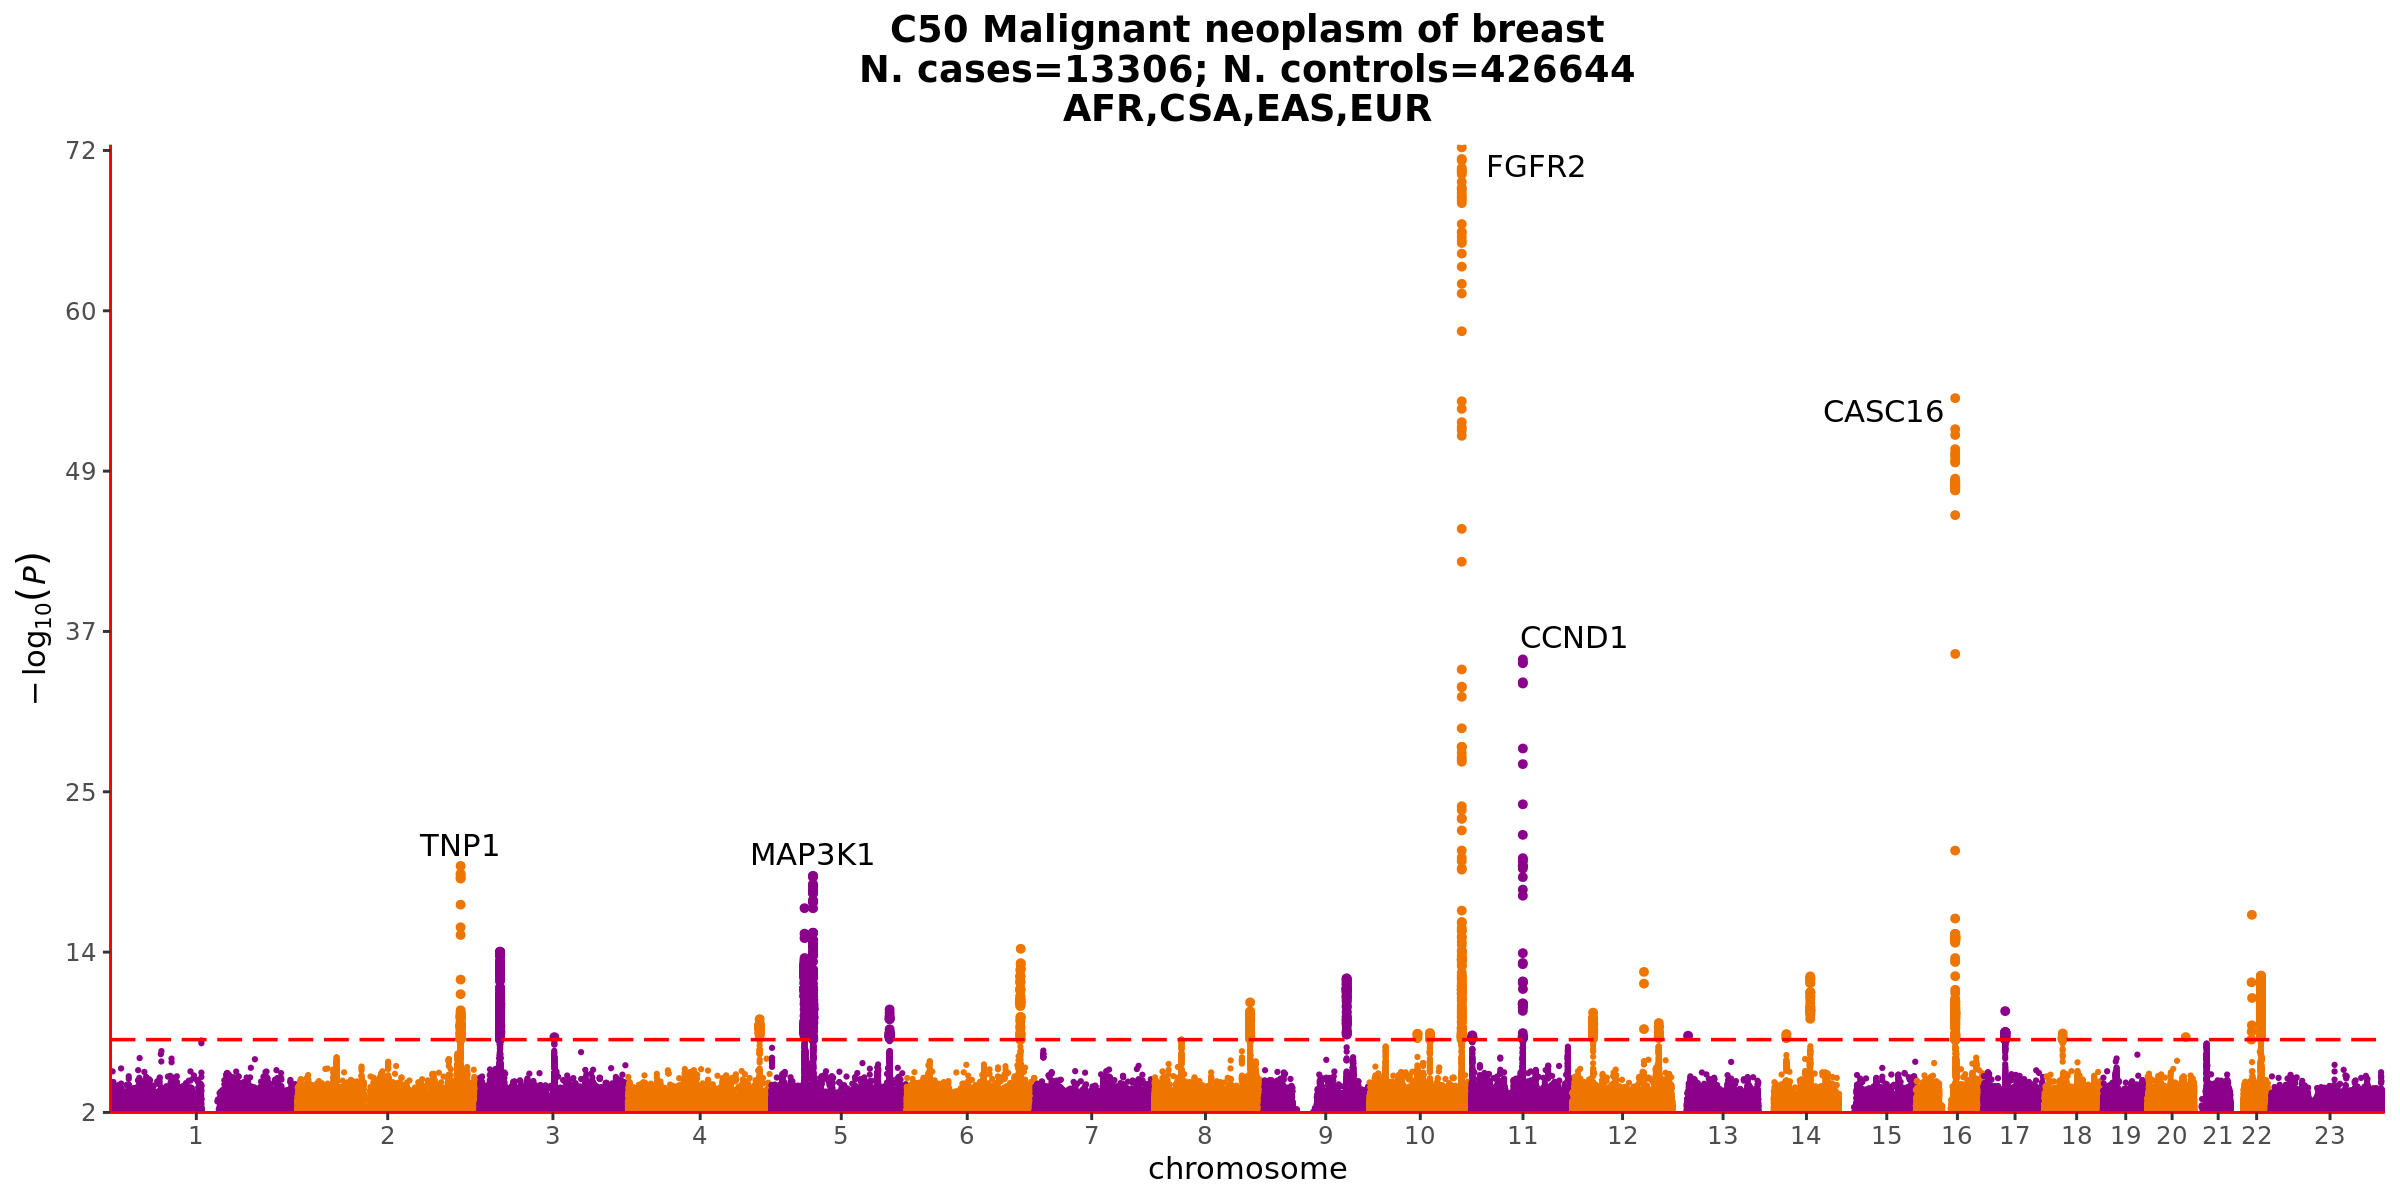 C50 Malignant neoplasm of breast
N. cases=13306; N. controls=426644
AFR,CSA,EAS,EUR
72
FGFR2
60
CASC16
49
−log10(P)
37
CCND1
25
TNP1
MAP3K1
14
2
1 2 3 4 5 6 7 8 9 10 11 12 13 14 15 16 17 18 19 20 21 22 23
chromosome